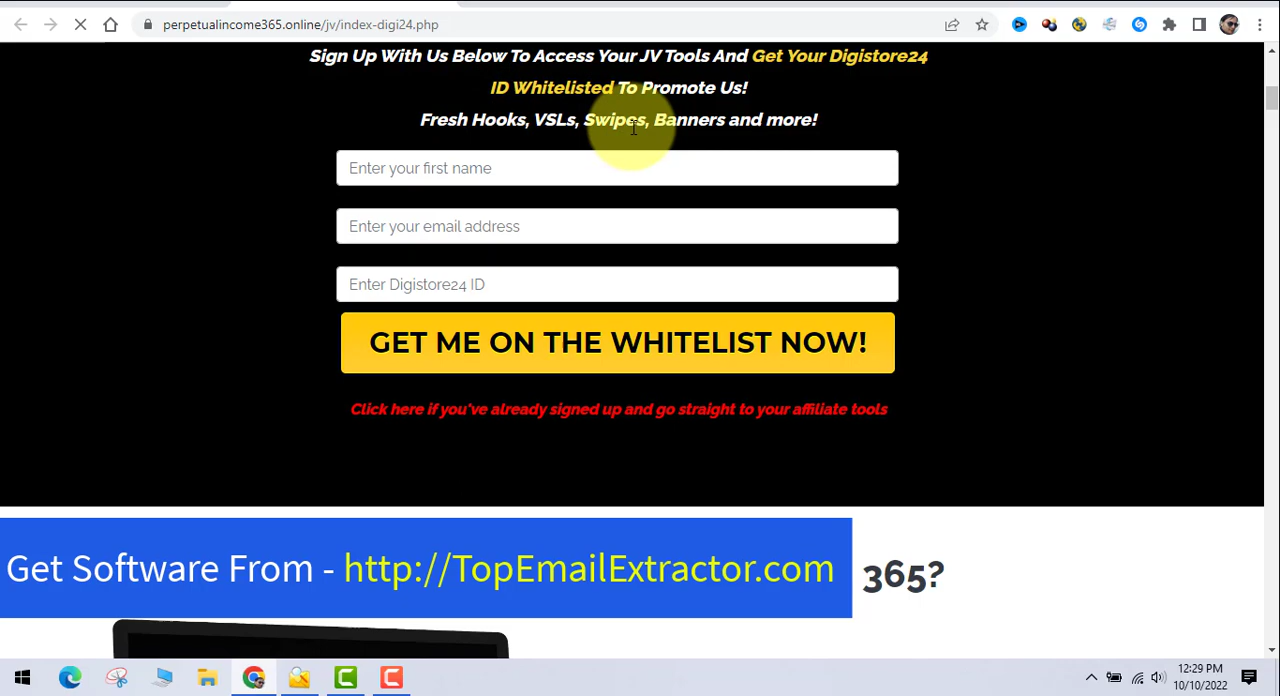 perpetualincome365.online/jv/index-digi24.php
Sign Up With Us Below To Access Your JV Tools And Get Your Digistore24
ID Whitelisted To Promote Us!
Fresh Hooks, VSLs, Swipes, Banners and more!
Enter your first name
Enter your email address
Enter Digistore24 ID
GET ME ON THE WHITELIST NOW!
Click here if you've already signed up and go straight to your affiliate tools
Get Software From - http://TopEmailExtractor.com
365?
12:29 PM
10/10/2022